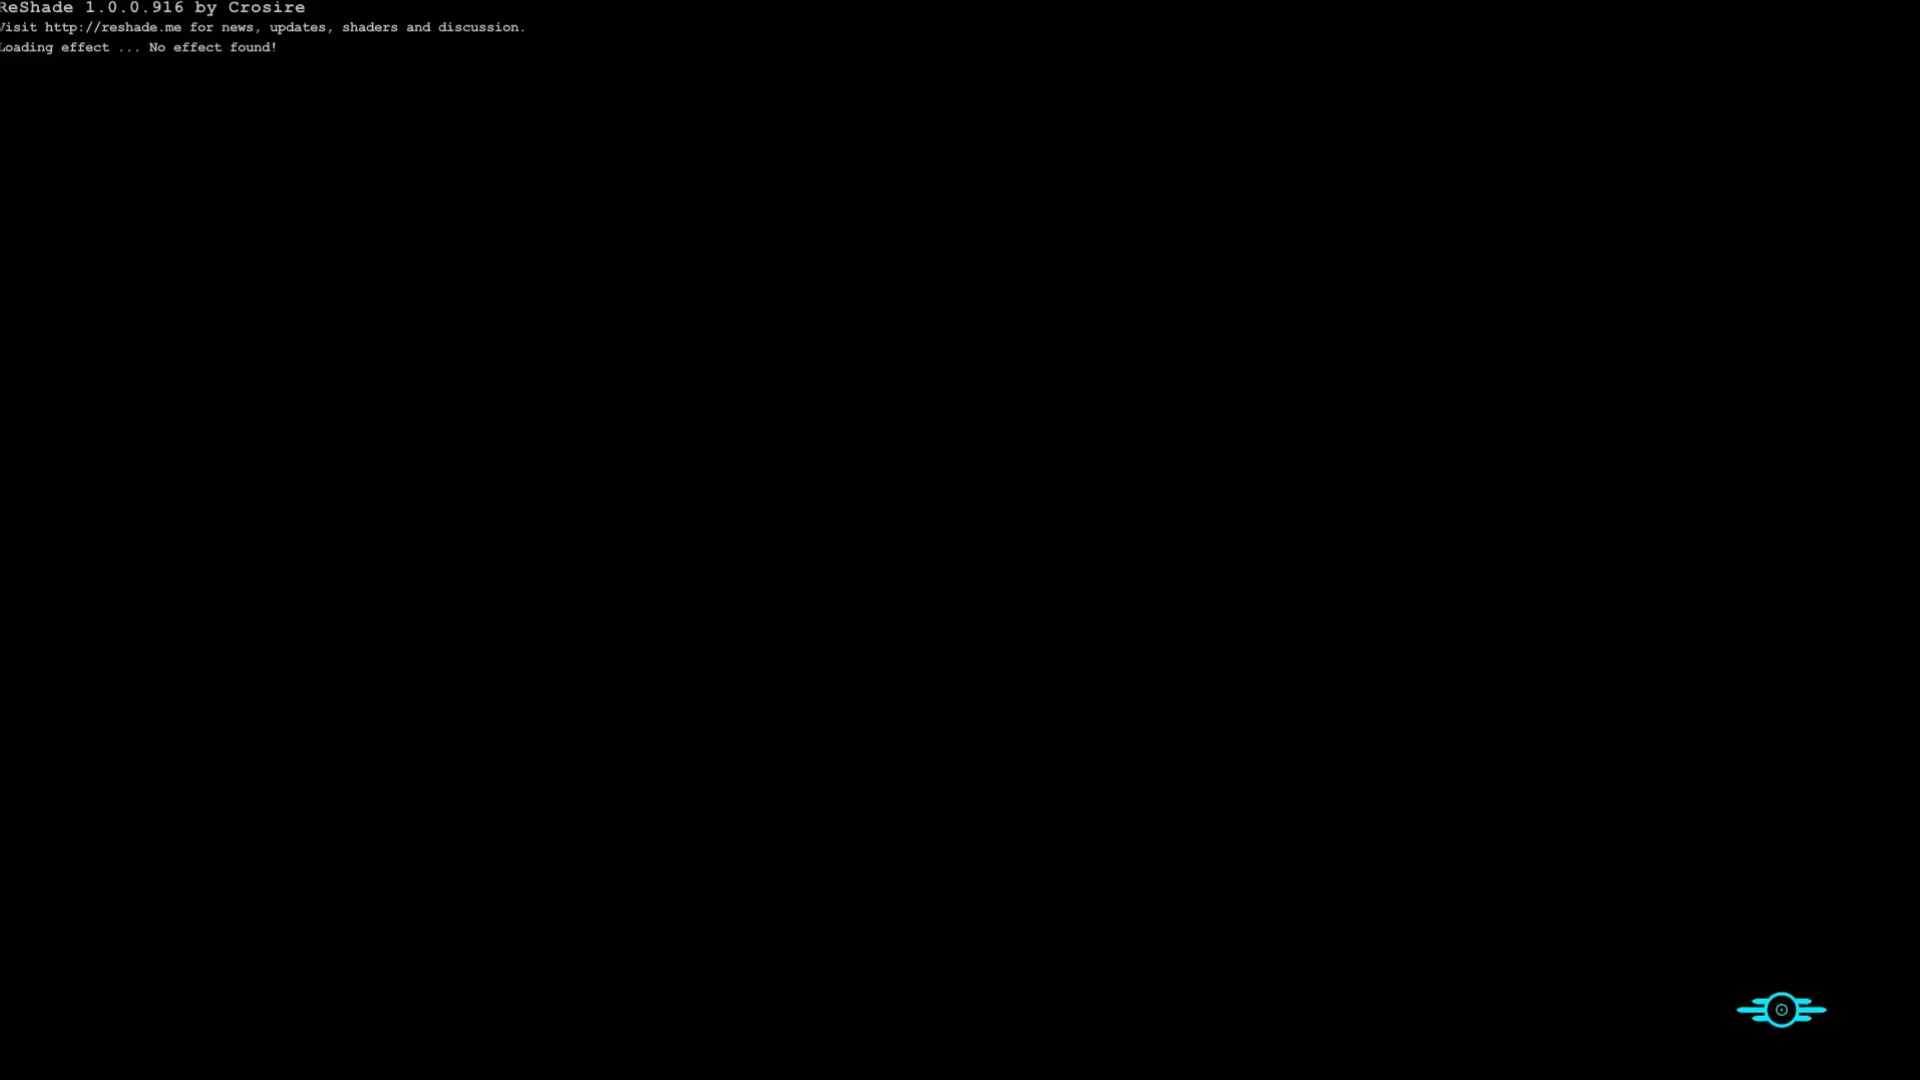 ReShade 1.0.0.916 by Crosire
Visit http://reshade.me for news, updates, shaders and discussion.
Loading effect ... No effect found!